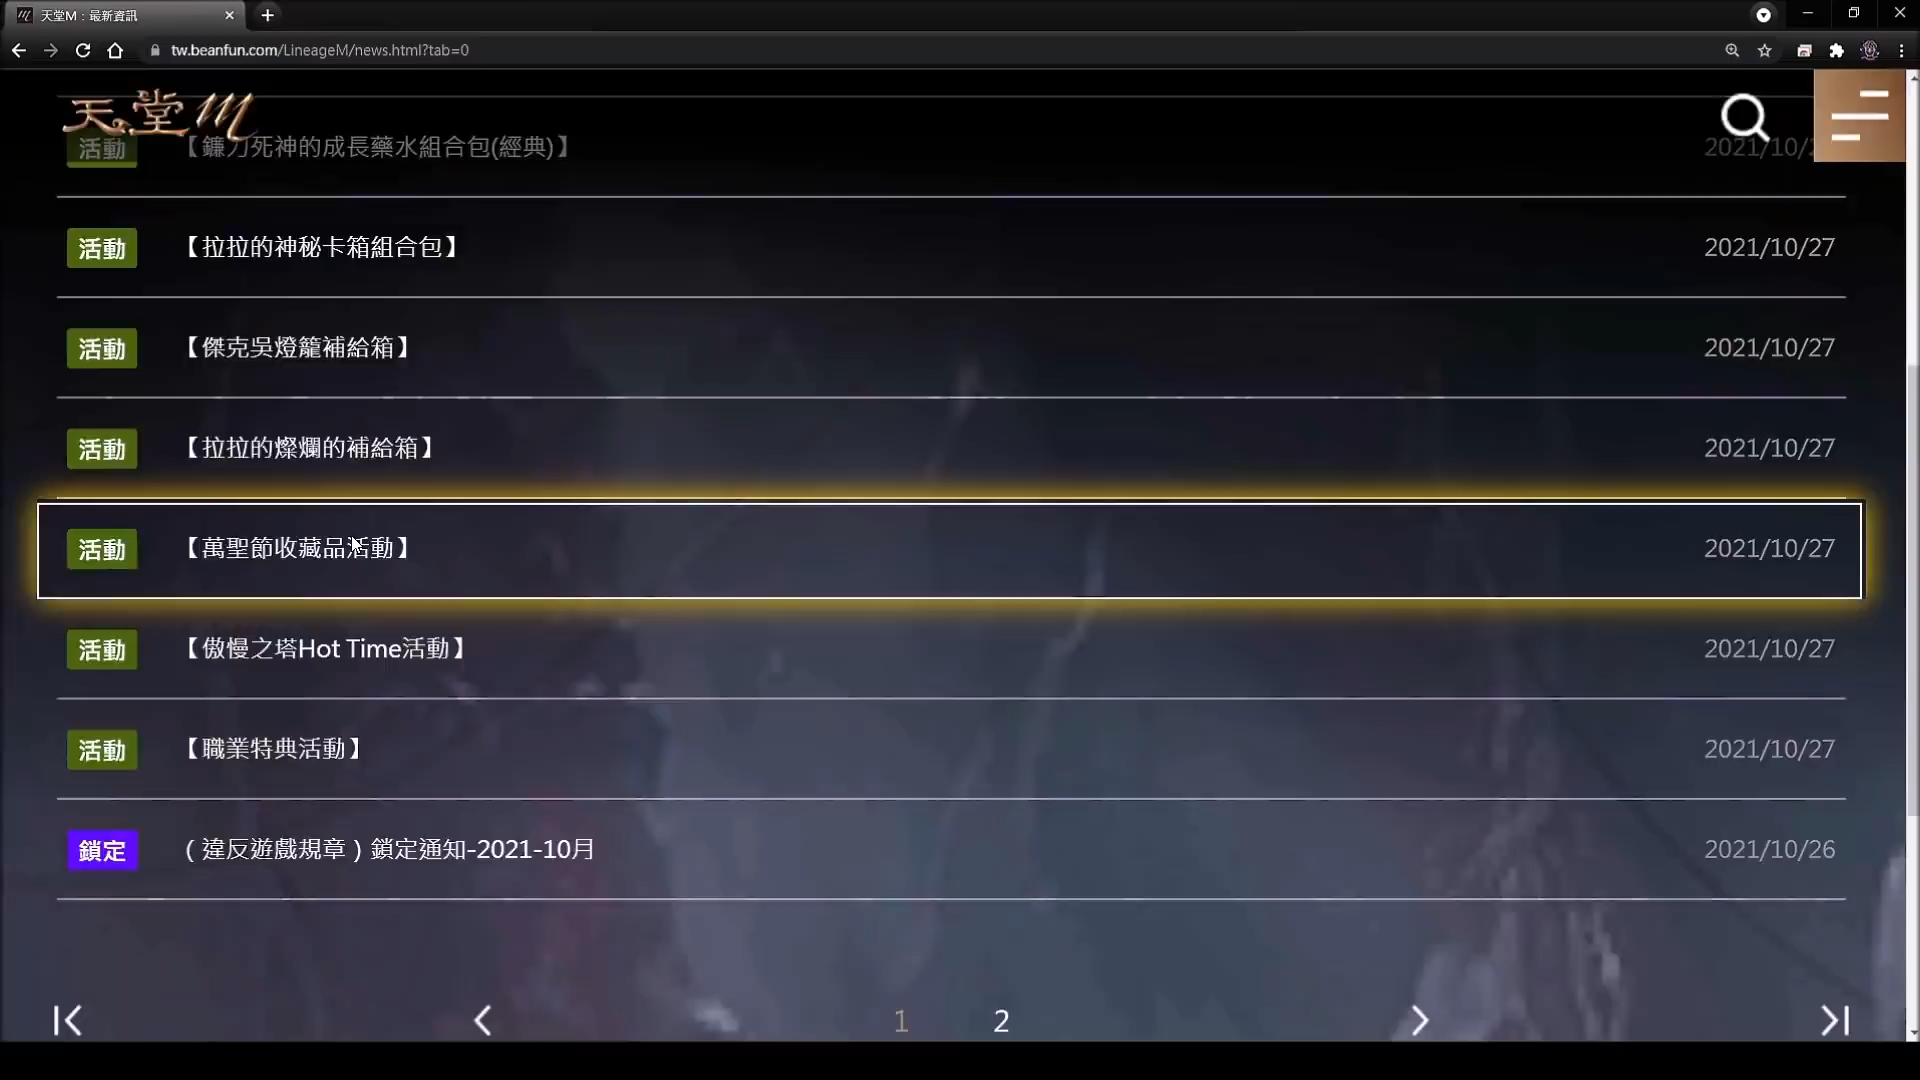 天堂M：最新資訊
tw.beanfun.com/LineageM/news.html?tab=0
天堂M
活動 【鐮刀死神的成長藥水組合包(經典)】 2021/10/2
活動 【拉拉的神秘卡箱組合包】 2021/10/27
活動 【傑克吳燈籠補給箱】 2021/10/27
活動 【拉拉的燦爛的補給箱】 2021/10/27
活動 【萬聖節收藏品活動】 2021/10/27
活動 【傲慢之塔Hot Time活動】 2021/10/27
活動 【職業特典活動】 2021/10/27
鎖定 （違反遊戲規章）鎖定通知-2021-10月 2021/10/26
1 2